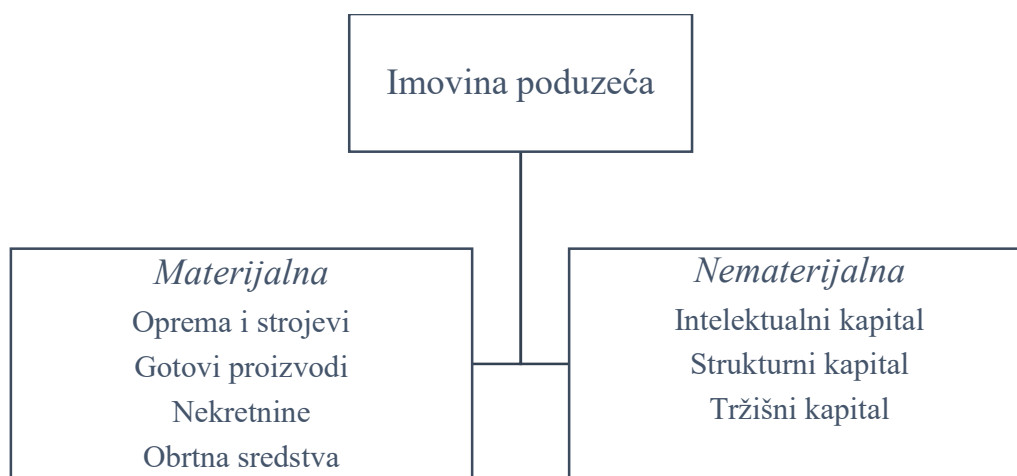 Imovina poduzeća
Materijalna
Oprema i strojevi
Gotovi proizvodi
Nekretnine
Obrtna sredstva
Nematerijalna
Intelektualni kapital
Strukturni kapital
Tržišni kapital